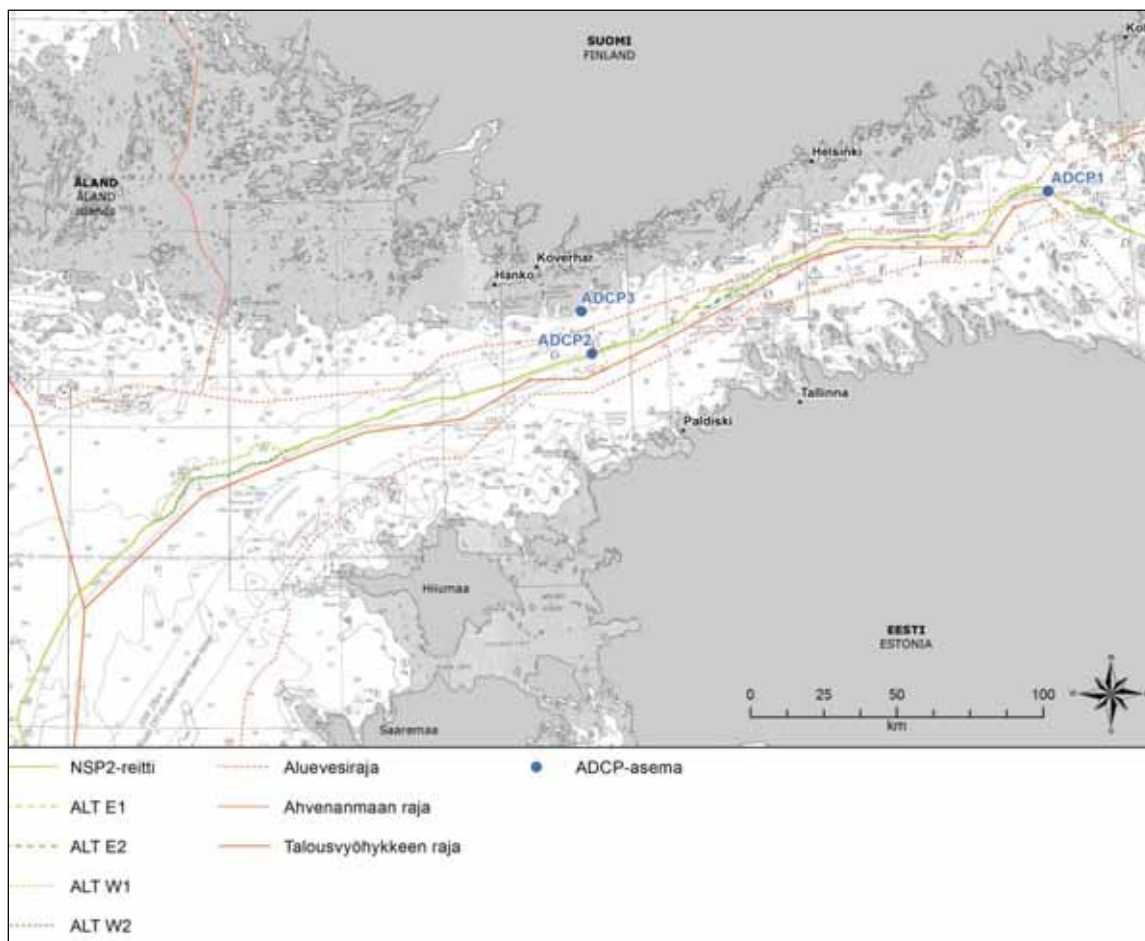 SUOMI
FINLAND
Helsinki
ADCP1
ÅLAND
ÅLAND
Islands
Koverhar
Hanko
ADCP3
ADCP2
Tallinna
Paldiski
Hiiumaa
EESTI
ESTONIA
Saaremaa
0 25 50 100
km
NSP2-reitti
Aluevesiraja
ADCP-asema
ALT E1
Ahvenanmaan raja
ALT E2
Talousvyöhykkeen raja
ALT W1
ALT W2